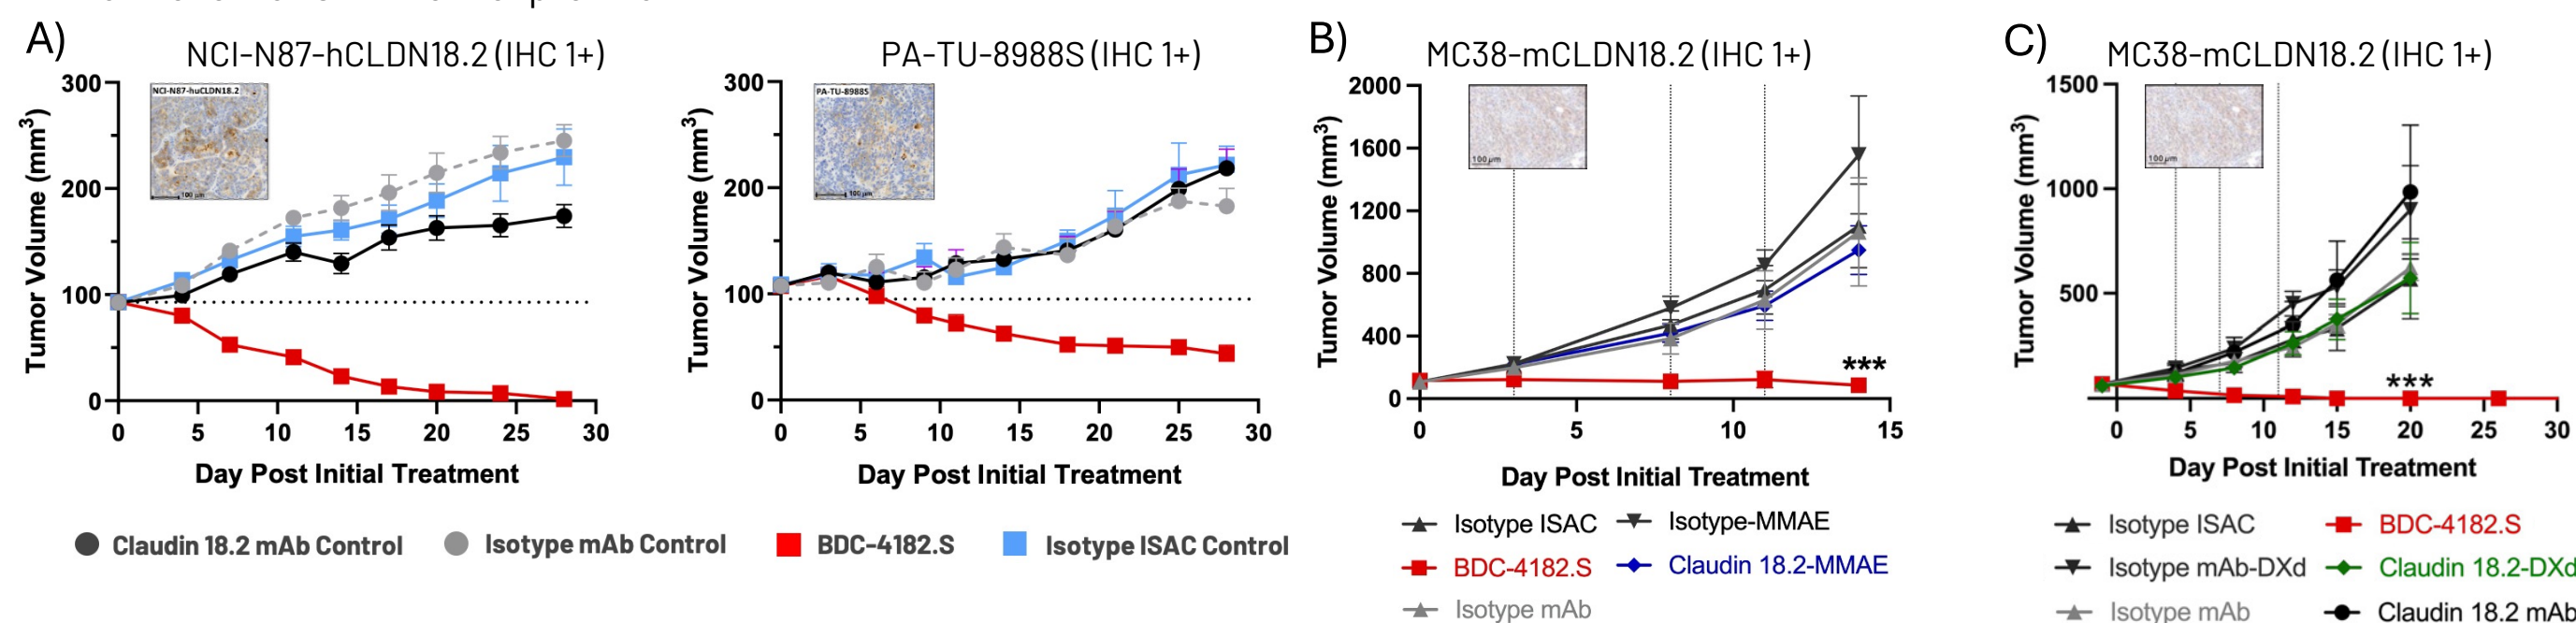 A)
NCI-N87-hCLDN18.2 (IHC 1+)
NCI-N87-huCLDN18.2
100 µm
Tumor Volume (mm³)
300
200
100
0
0 5 10 15 20 25 30
Day Post Initial Treatment
PA-TU-8988S (IHC 1+)
PA-TU-8988S
100 µm
Tumor Volume (mm³)
300
200
100
0
0 5 10 15 20 25 30
Day Post Initial Treatment
Claudin 18.2 mAb Control
Isotype mAb Control
BDC-4182.S
Isotype ISAC Control
B)
MC38-mCLDN18.2 (IHC 1+)
100 µm
Tumor Volume (mm³)
2000
1600
1200
800
400
0
***
0 5 10 15
Day Post Initial Treatment
Isotype ISAC
Isotype-MMAE
BDC-4182.S
Claudin 18.2-MMAE
Isotype mAb
C)
MC38-mCLDN18.2 (IHC 1+)
100 µm
Tumor Volume (mm³)
1500
1000
500
***
0 5 10 15 20 25 30
Day Post Initial Treatment
Isotype ISAC
BDC-4182.S
Isotype mAb-DXd
Claudin 18.2-DXd
Isotype mAb
Claudin 18.2 mAb